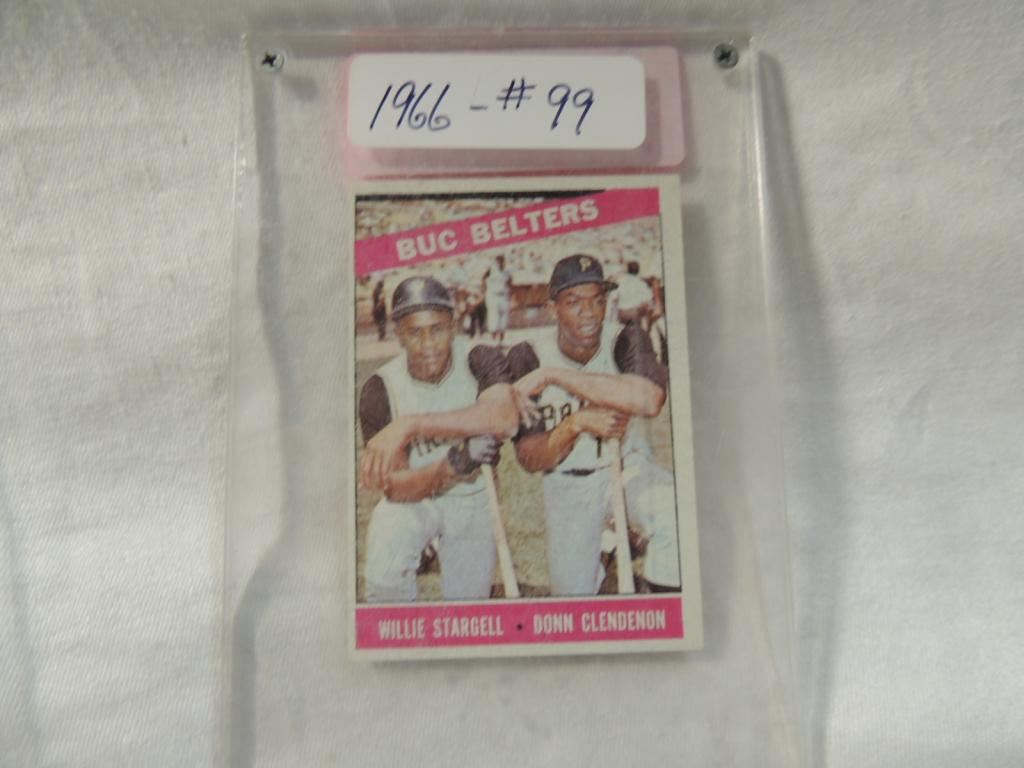 1966 - # 99
BUC BELTERS
P
WILLIE STARGELL • DONN CLENDENON